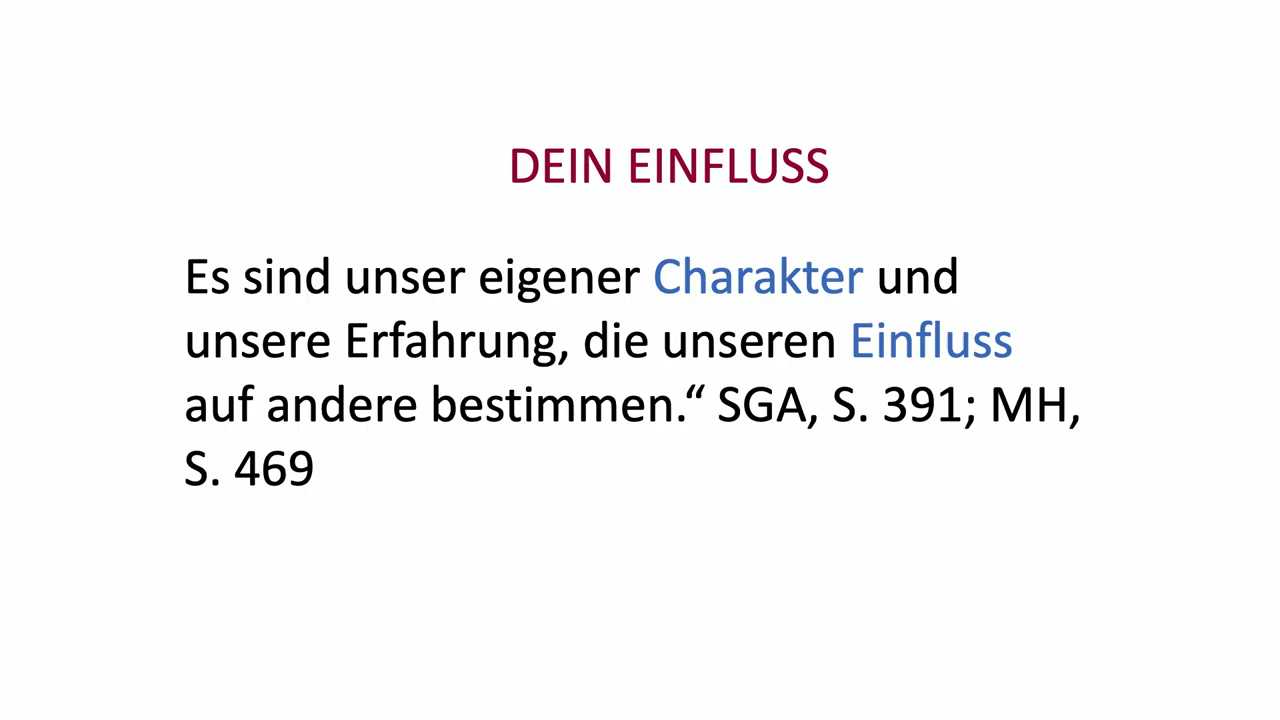 DEIN EINFLUSS
Es sind unser eigener Charakter und
unsere Erfahrung, die unseren Einfluss
auf andere bestimmen.“ SGA, S. 391; MH,
S. 469